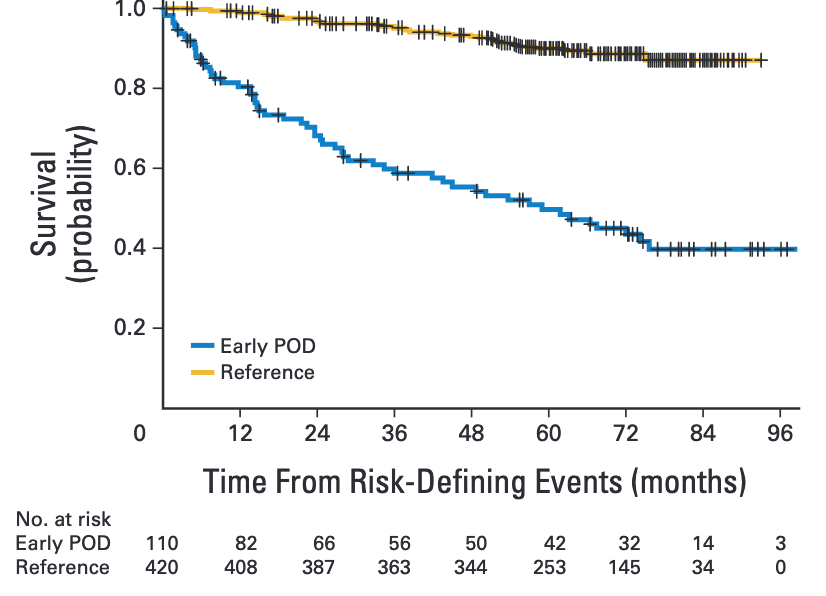 1.0
0.8
0.6
0.4
0.2
Survival
(probability)
Early POD
Reference
0 12 24 36 48 60 72 84 96
Time From Risk-Defining Events (months)
No. at risk
Early POD 110 82 66 56 50 42 32 14 3
Reference 420 408 387 363 344 253 145 34 0